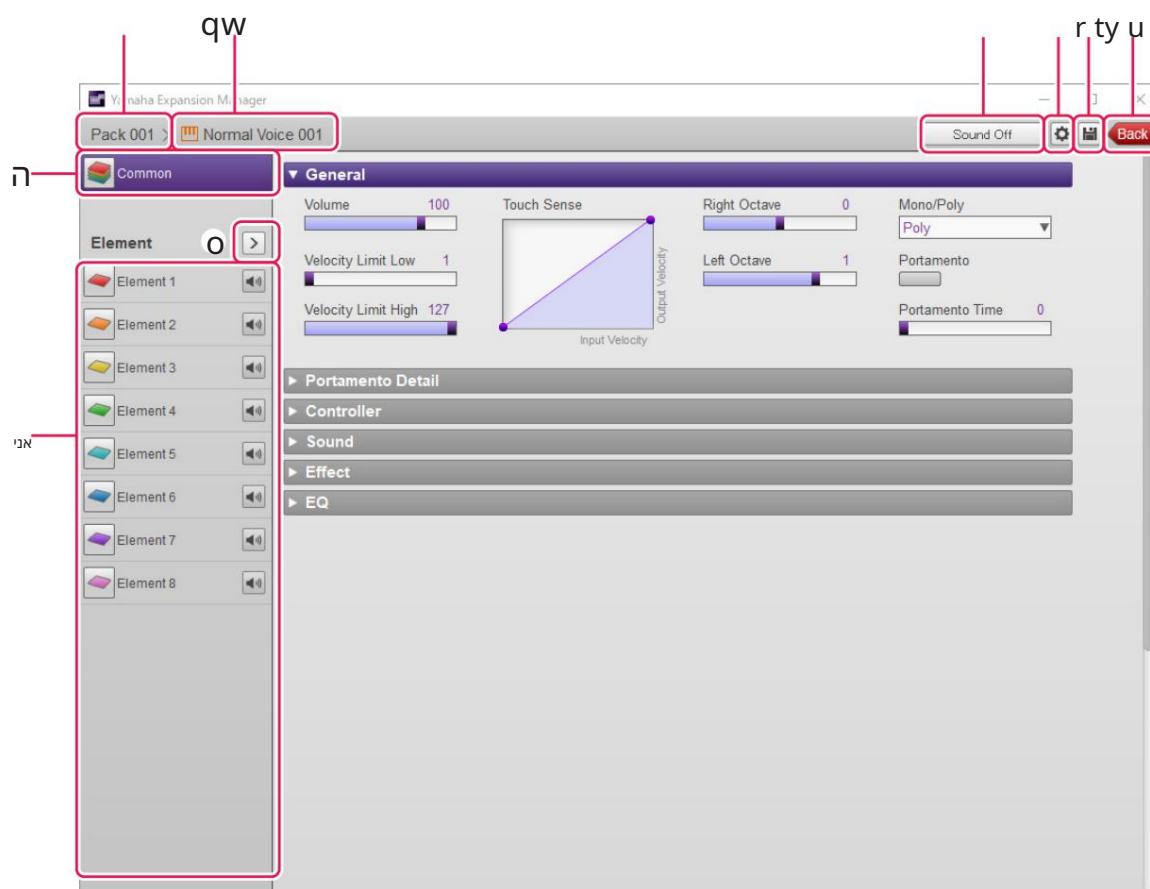 qw
r ty u
Yamaha Expansion Manager
Pack 001 > Normal Voice 001
Sound Off
Back
ה
Common
General
Volume 100
Touch Sense
Right Octave 0
Mono/Poly
Poly
Element o >
Velocity Limit Low 1
Left Octave 1
Portamento
Velocity Limit High 127
Output Velocity
Input Velocity
Portamento Time 0
Element 1
Element 2
Element 3
Element 4
Element 5
Element 6
Element 7
Element 8
אני
Portamento Detail
Controller
Sound
Effect
EQ